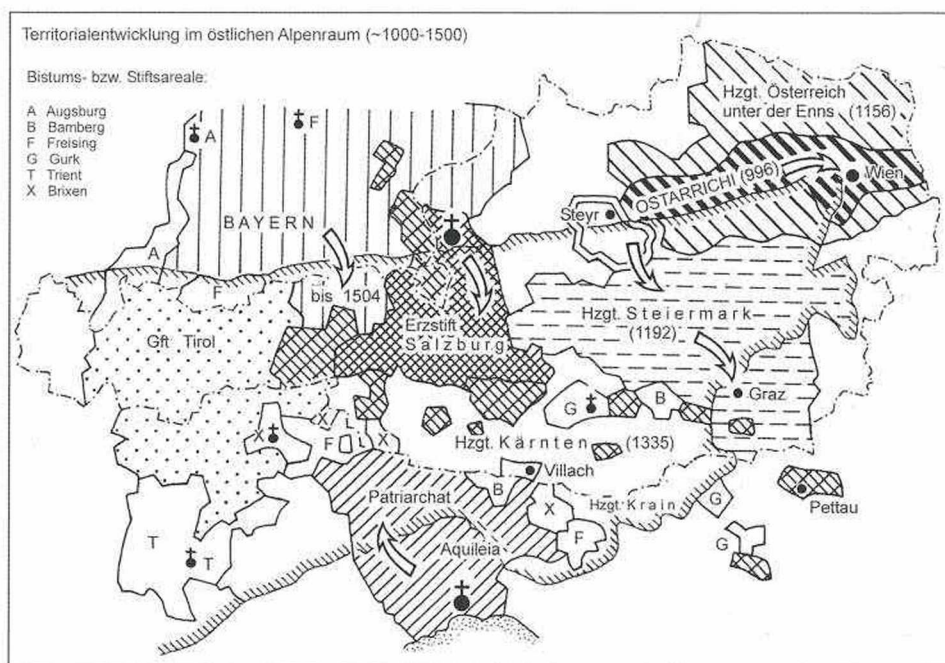 Territorialentwicklung im östlichen Alpenraum (~1000-1500)
Bistums- bzw. Stiftsareale:
A Augsburg
B Bamberg
F Freising
G Gurk
T Trient
X Brixen
Hzgt. Österreich
unter der Enns (1156)
A
F
OSTARRICHI (996)
Wien
Steyr
BAYERN
A
F
bis 1504
Hzgt. Steiermark
(1192)
Erzstift
Salzburg
Gft Tirol
Graz
G
B
X
L
X
F
L
X
Hzgt. Kärnten (1335)
Villach
B
Patriarchat
Hzgt. Krain
G
Pettau
X
F
G
T
T
Aquileia